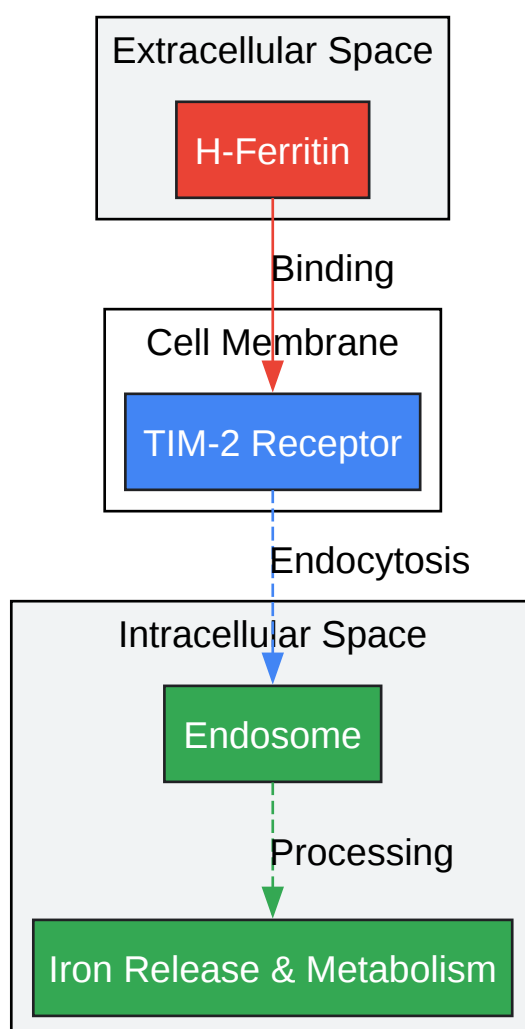 Extracellular Space
H-Ferritin
Binding
Cell Membrane
TIM-2 Receptor
Endocytosis
Intracellular Space
Endosome
Processing
Iron Release & Metabolism